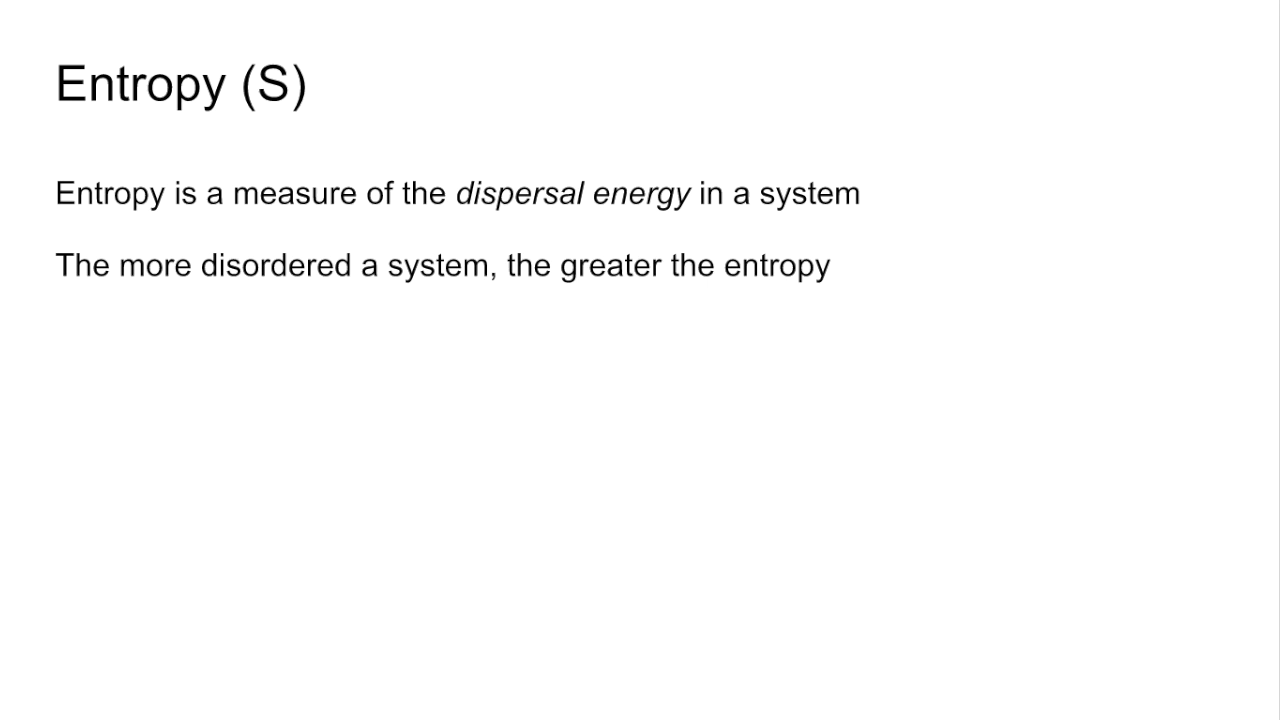 Entropy (S)
Entropy is a measure of the dispersal energy in a system
The more disordered a system, the greater the entropy